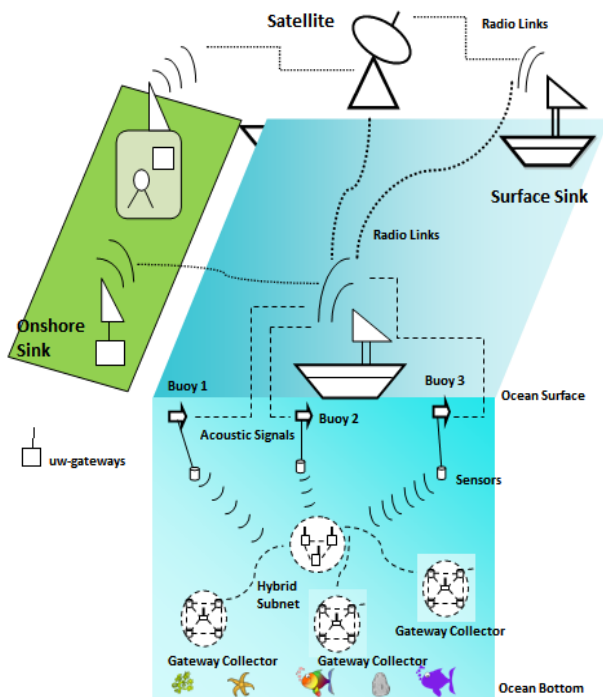 Satellite
Radio Links
Surface Sink
Radio Links
Onshore
Sink
Buoy 1
Buoy 3
Ocean Surface
Acoustic Signals
Buoy 2
uw-gateways
Sensors
Hybrid
Subnet
Gateway Collector
Gateway Collector
Gateway Collector
Ocean Bottom